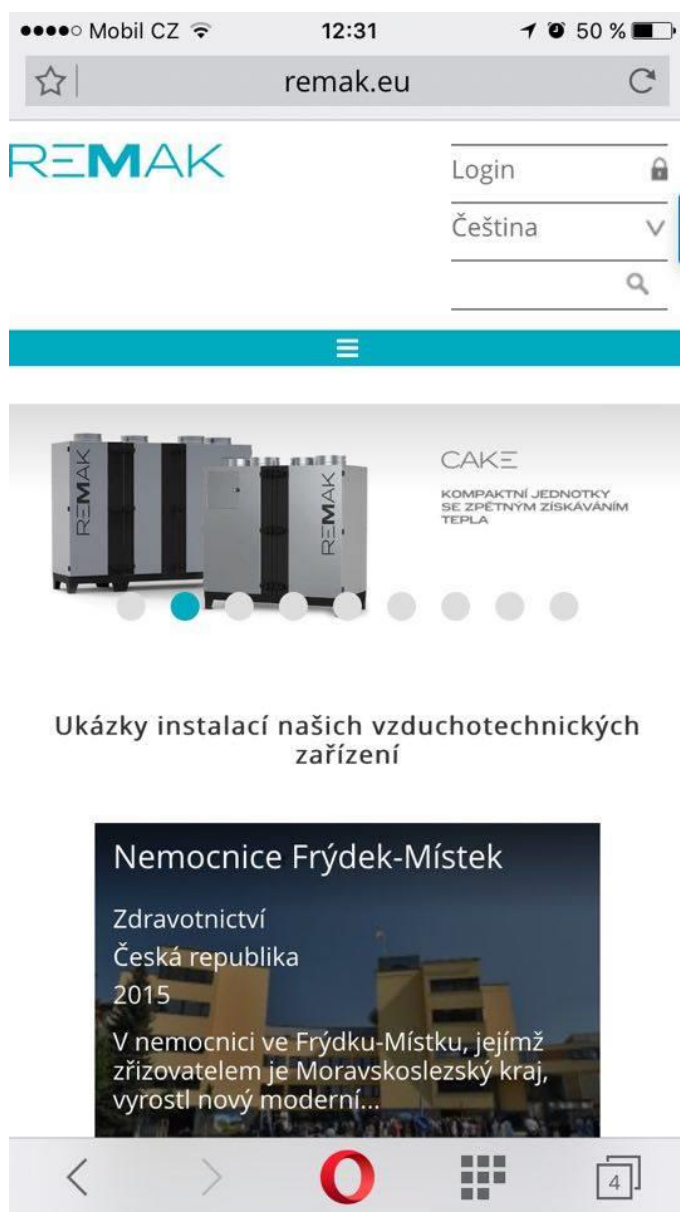 Mobil CZ 12:31 50 %
remak.eu
REMAK
Login
Čeština
REMAK
REMAK
CAKE
KOMPAKTNÍ JEDNOTKY
SE ZPĚTNÝM ZÍSKÁVÁNÍM
TEPLA
Ukázky instalací našich vzduchotechnických
zařízení
Nemocnice Frýdek-Místek
Zdravotnictví
Česká republika
2015
V nemocnici ve Frýdku-Místku, jejímž
zřizovatelem je Moravskoslezský kraj,
vyrostl nový moderní...
4